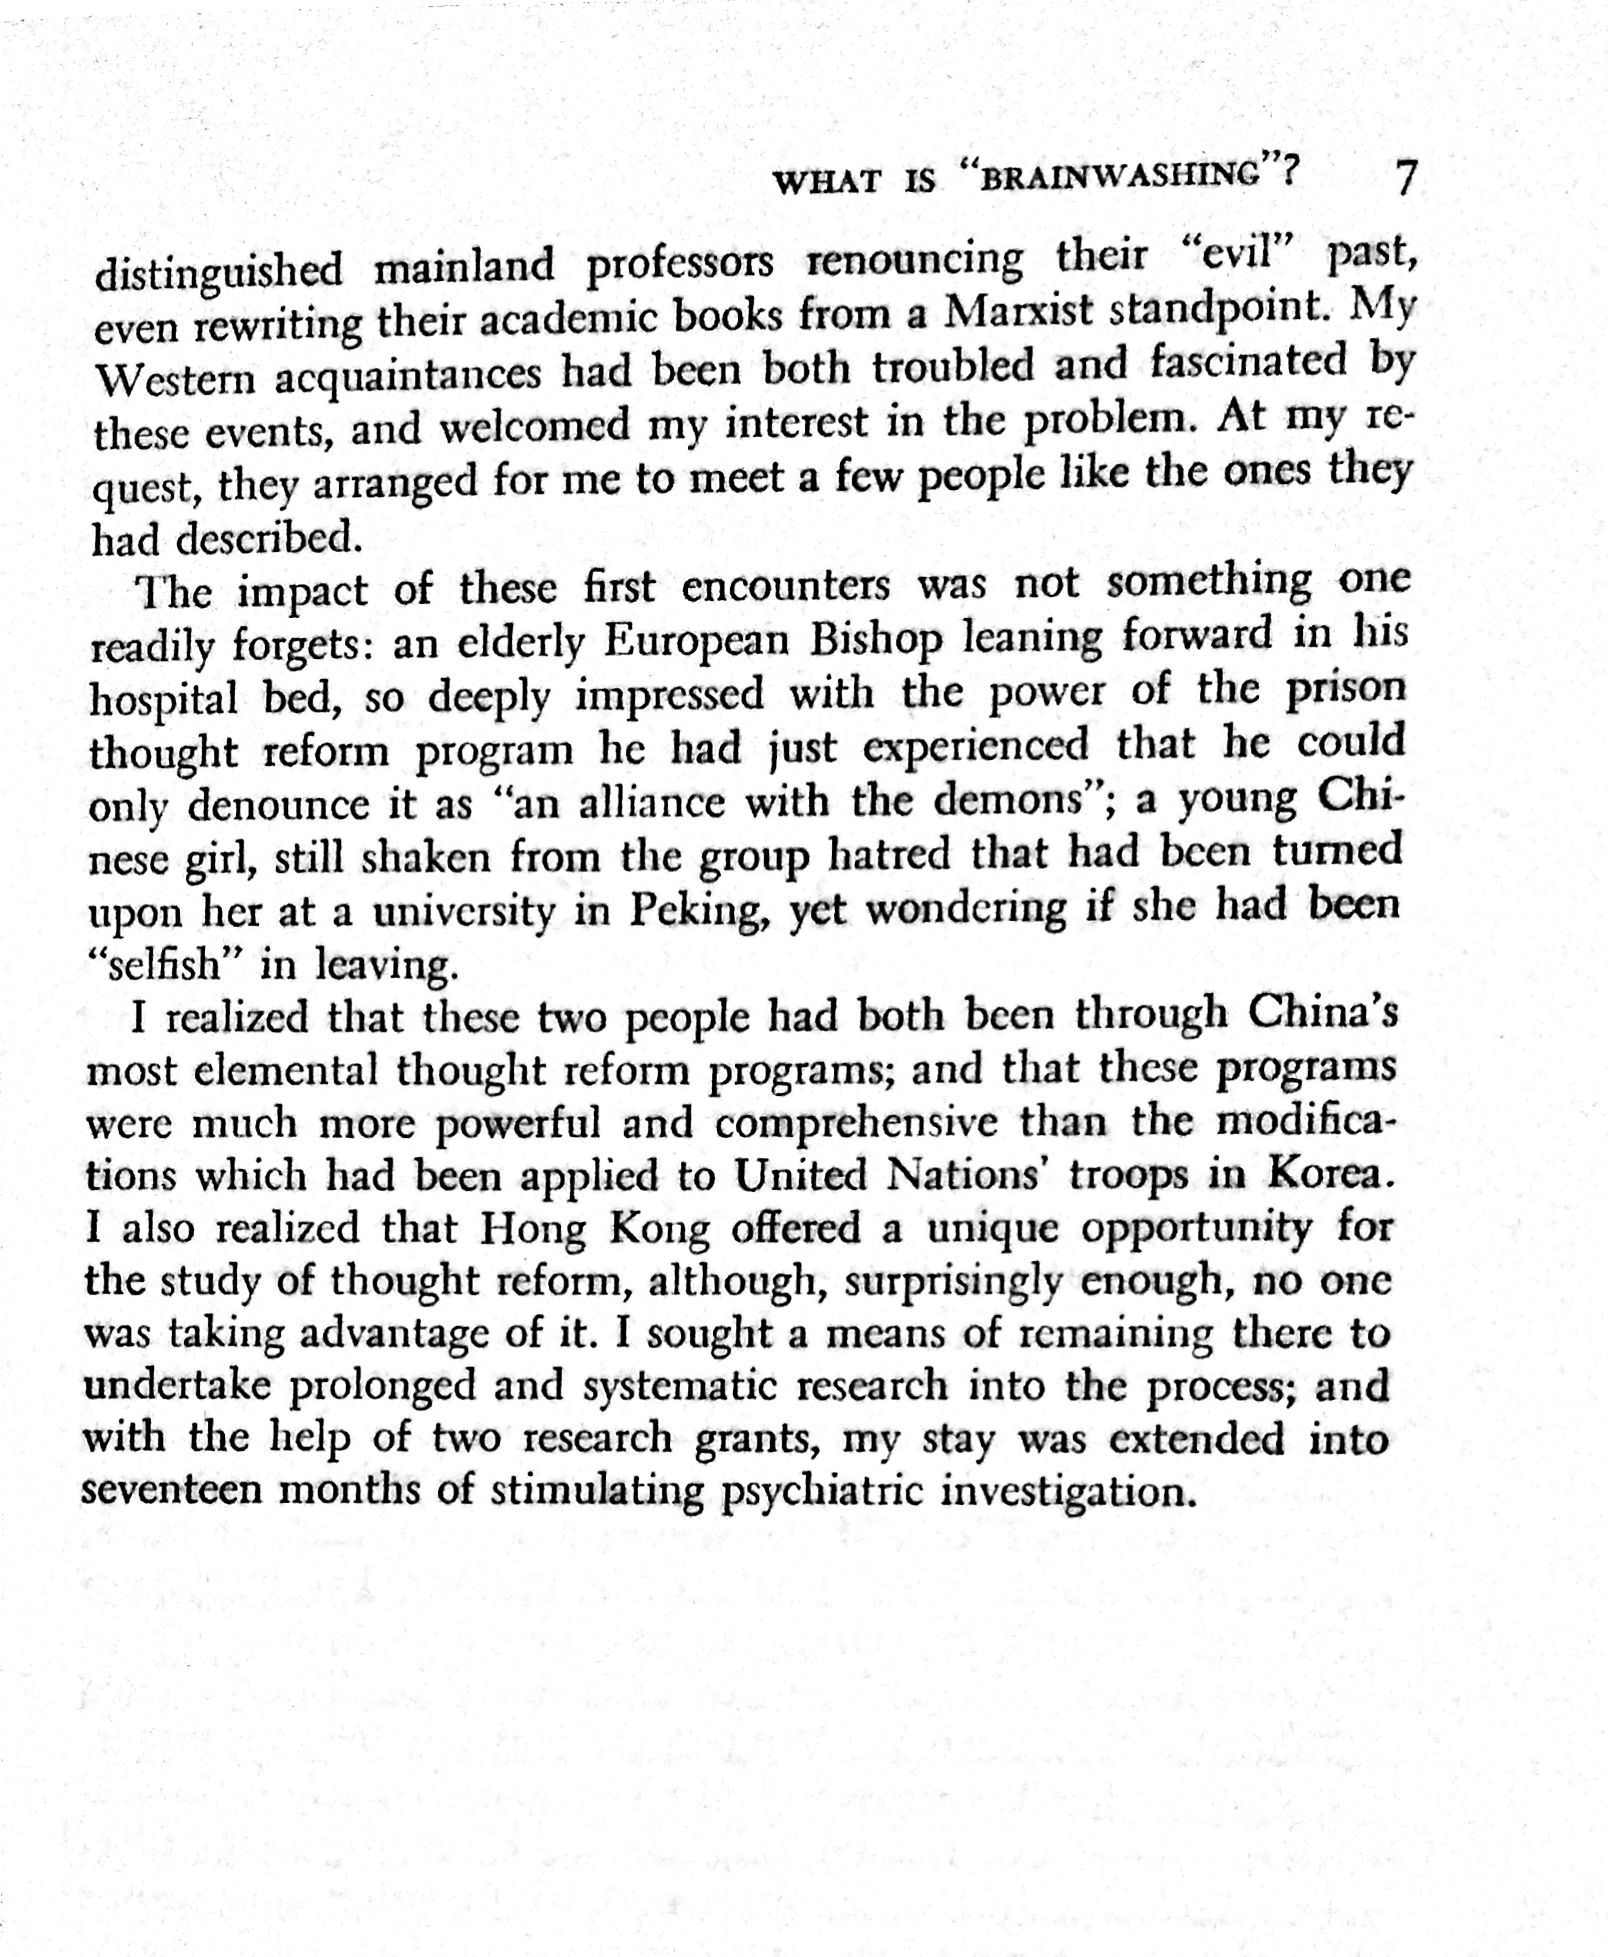 WHAT IS “BRAINWASHING”? 7
distinguished mainland professors renouncing their “evil” past,
even rewriting their academic books from a Marxist standpoint. My
Western acquaintances had been both troubled and fascinated by
these events, and welcomed my interest in the problem. At my re-
quest, they arranged for me to meet a few people like the ones they
had described.
The impact of these first encounters was not something one
readily forgets: an elderly European Bishop leaning forward in his
hospital bed, so deeply impressed with the power of the prison
thought reform program he had just experienced that he could
only denounce it as “an alliance with the demons”; a young Chi-
nese girl, still shaken from the group hatred that had been turned
upon her at a university in Peking, yet wondering if she had been
“selfish” in leaving.
I realized that these two people had both been through China’s
most elemental thought reform programs; and that these programs
were much more powerful and comprehensive than the modifica-
tions which had been applied to United Nations’ troops in Korea.
I also realized that Hong Kong offered a unique opportunity for
the study of thought reform, although, surprisingly enough, no one
was taking advantage of it. I sought a means of remaining there to
undertake prolonged and systematic research into the process; and
with the help of two research grants, my stay was extended into
seventeen months of stimulating psychiatric investigation.